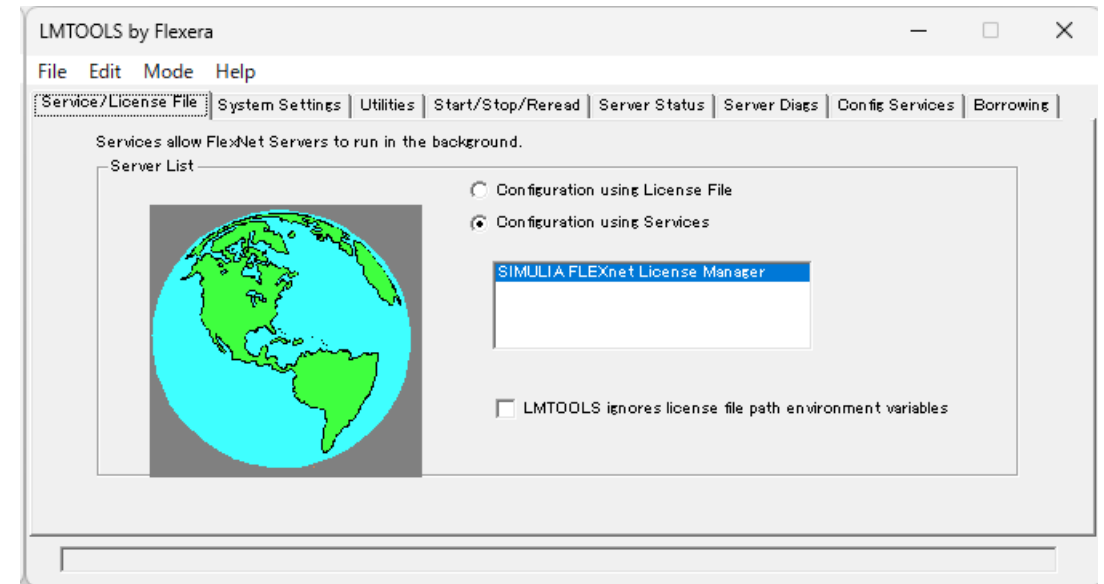 LMTOOLS by Flexera
File Edit Mode Help
Service/License File System Settings Utilities Start/Stop/Reread Server Status Server Diags Config Services Borrowing
Services allow FlexNet Servers to run in the background.
Server List
Configuration using License File
Configuration using Services
SIMULIA FLEXnet License Manager
LMTOOLS ignores license file path environment variables